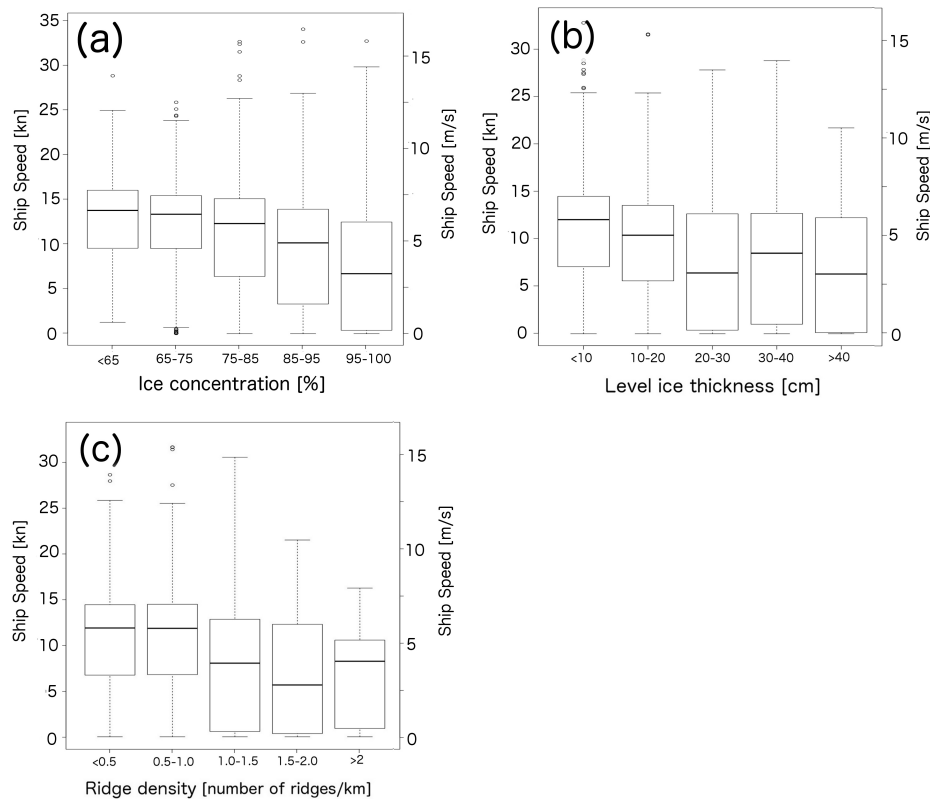 (a)
Ship Speed [kn]
35
30
25
20
15
10
5
0
15
10
5
0
Ship Speed [m/s]
<65 65-75 75-85 85-95 95-100
Ice concentration [%]
(b)
Ship Speed [kn]
30
25
20
15
10
5
0
15
10
5
0
Ship Speed [m/s]
<10 10-20 20-30 30-40 >40
Level ice thickness [cm]
(c)
Ship Speed [kn]
30
25
20
15
10
5
0
15
10
5
0
Ship Speed [m/s]
<0.5 0.5-1.0 1.0-1.5 1.5-2.0 >2
Ridge density [number of ridges/km]